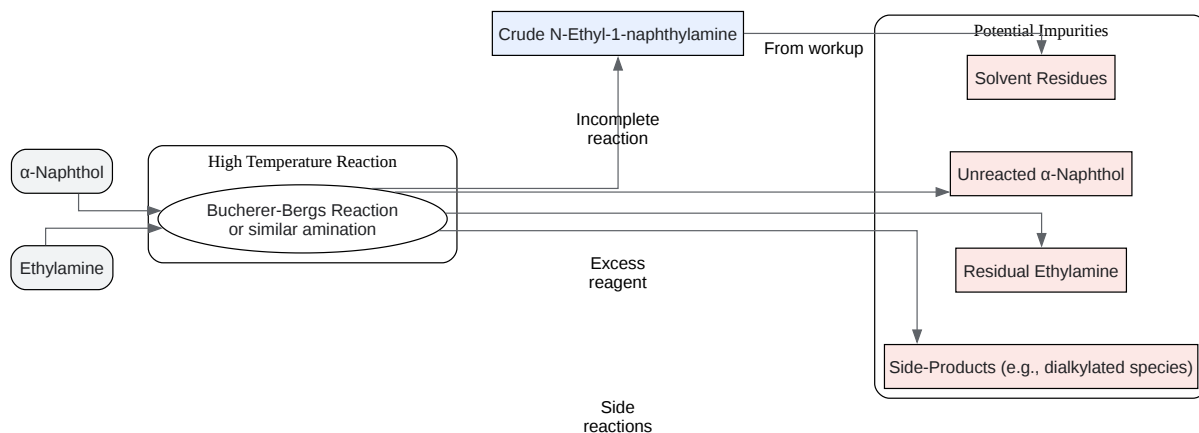 Crude N-Ethyl-1-naphthylamine
From workup
Potential Impurities
Solvent Residues
Incomplete
reaction
α-Naphthol
High Temperature Reaction
Unreacted α-Naphthol
Bucherer-Bergs Reaction
or similar amination
Ethylamine
Excess
reagent
Residual Ethylamine
Side-Products (e.g., dialkylated species)
Side
reactions